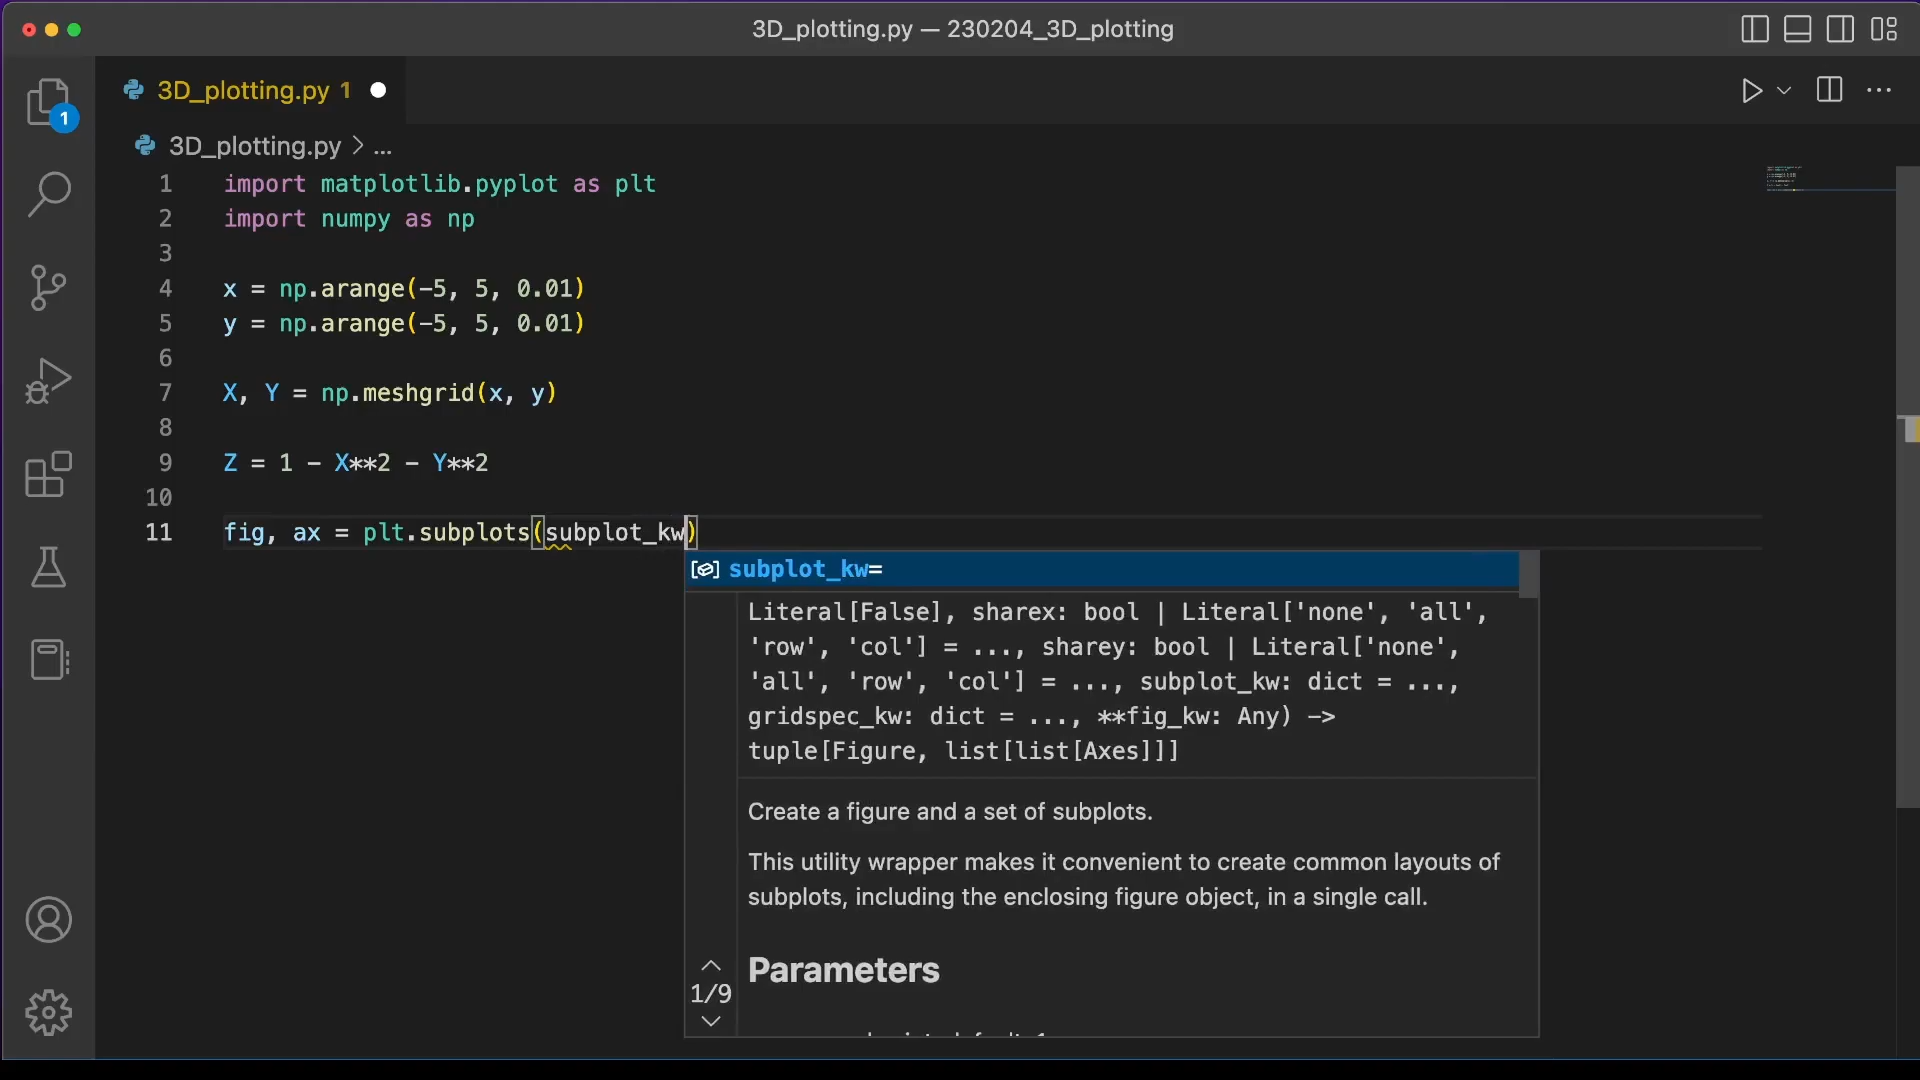 3D_plotting.py — 230204_3D_plotting
3D_plotting.py 1
1
3D_plotting.py > ...
1 import matplotlib.pyplot as plt
2 import numpy as np
3
4 x = np.arange(-5, 5, 0.01)
5 y = np.arange(-5, 5, 0.01)
6
7 X, Y = np.meshgrid(x, y)
8
9 Z = 1 - X**2 - Y**2
10
11 fig, ax = plt.subplots(subplot_kw)
subplot_kw=
Literal[False], sharex: bool | Literal['none', 'all',
'row', 'col'] = ..., sharey: bool | Literal['none',
'all', 'row', 'col'] = ..., subplot_kw: dict = ...,
gridspec_kw: dict = ..., **fig_kw: Any) ->
tuple[Figure, list[list[Axes]]]
Create a figure and a set of subplots.
This utility wrapper makes it convenient to create common layouts of
subplots, including the enclosing figure object, in a single call.
Parameters
1/9